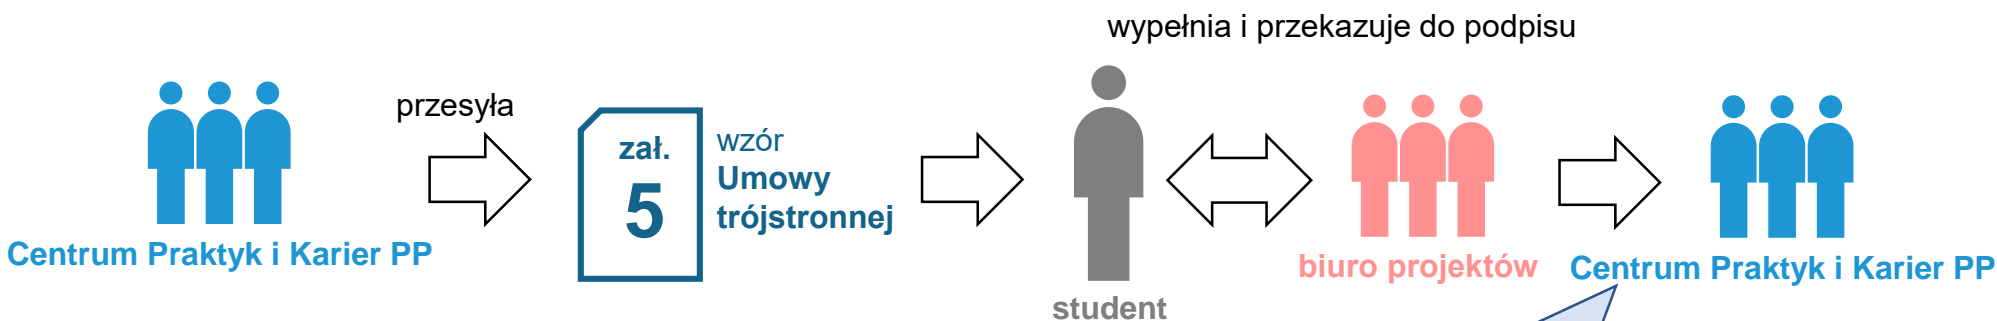 wypełnia i przekazuje do podpisu
przesyła
zał.
5
wzór
Umowy
trójstronnej
Centrum Praktyk i Karier PP
student
biuro projektów
Centrum Praktyk i Karier PP